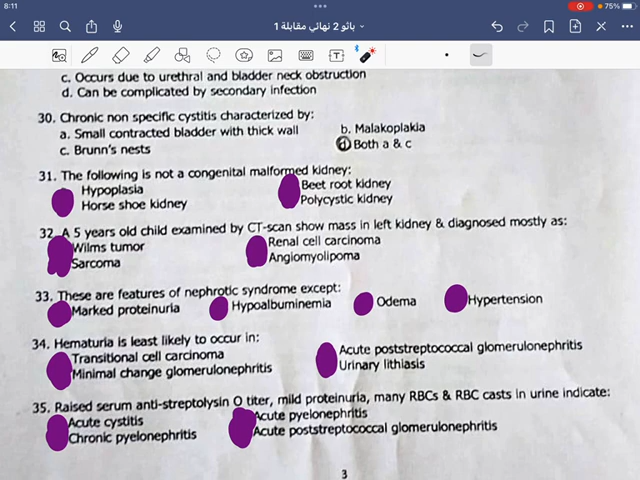 8:11
75%
باثو 2 نهائي مقابلة 1
c. Occurs due to urethral and bladder neck obstruction
d. Can be complicated by secondary infection
30. Chronic non specific cystitis characterized by:
a. Small contracted bladder with thick wall b. Malakoplakia
c. Brunn's nests d Both a & c
31. The following is not a congenital malformed kidney:
Hypoplasia Beet root kidney
Horse shoe kidney Polycystic kidney
32. A 5 years old child examined by CT-scan show mass in left kidney & diagnosed mostly as:
Wilms tumor Renal cell carcinoma
Sarcoma Angiomyolipoma
33. These are features of nephrotic syndrome except:
Marked proteinuria Hypoalbuminemia Odema Hypertension
34. Hematuria is least likely to occur in:
Transitional cell carcinoma Acute poststreptococcal glomerulonephritis
Minimal change glomerulonephritis Urinary lithiasis
35. Raised serum anti-streptolysin O titer, mild proteinuria, many RBCs & RBC casts in urine indicate:
Acute cystitis Acute pyelonephritis
Chronic pyelonephritis Acute poststreptococcal glomerulonephritis
3